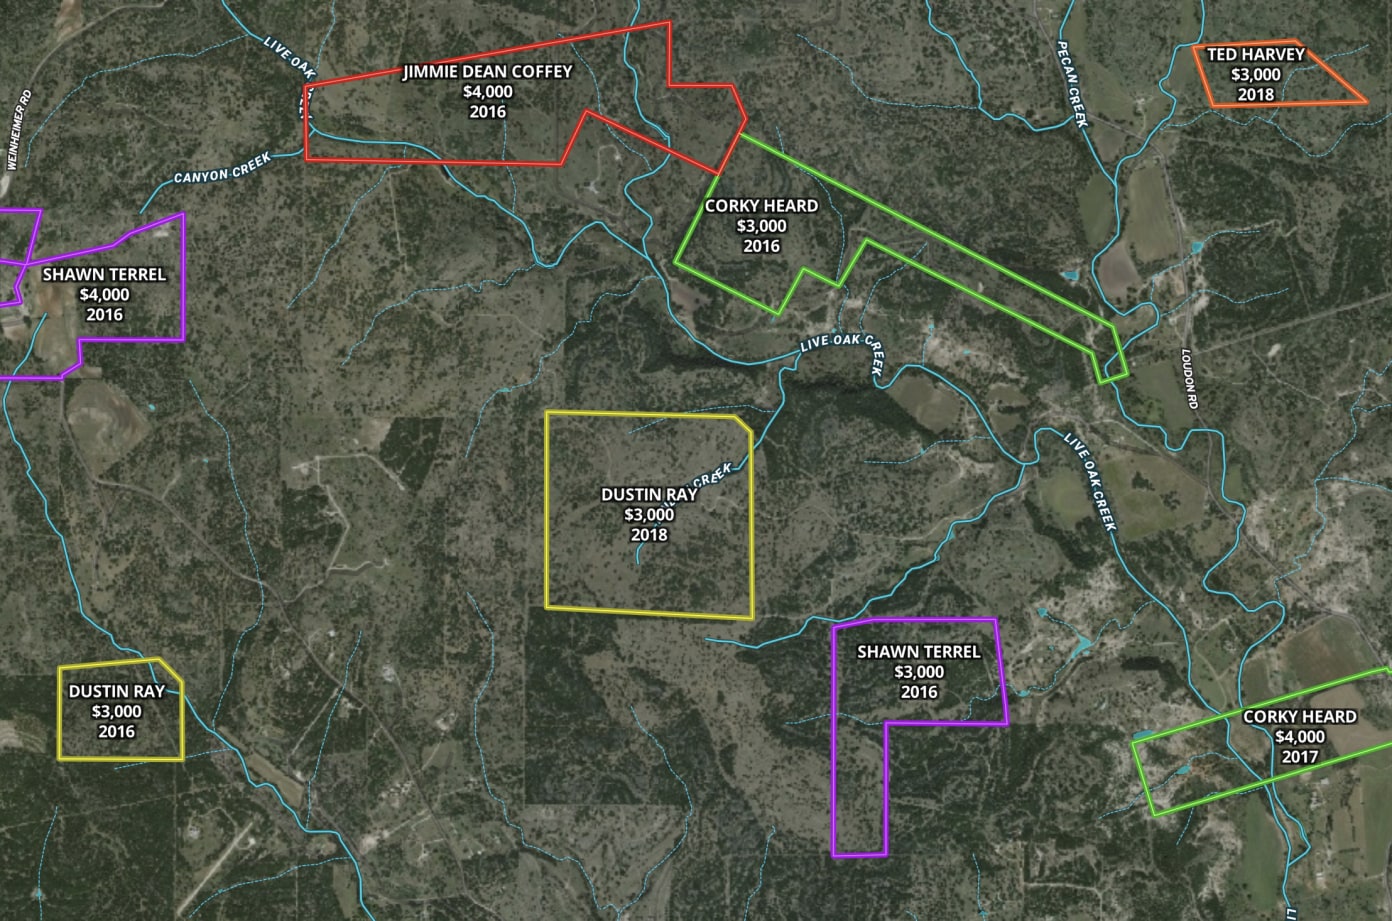 LIVE OAK
JIMMIE DEAN COFFEY
$4,000
2016
PECAN CREEK
TED HARVEY
$3,000
2018
WEINHEIMER RD
CANYON CREEK
CORKY HEARD
$3,000
2016
SHAWN TERREL
$4,000
2016
LIVE OAK CREEK
LOUDON RD
LIVE OAK CREEK
CREEK
DUSTIN RAY
$3,000
2018
SHAWN TERREL
$3,000
2016
DUSTIN RAY
$3,000
2016
CORKY HEARD
$4,000
2017